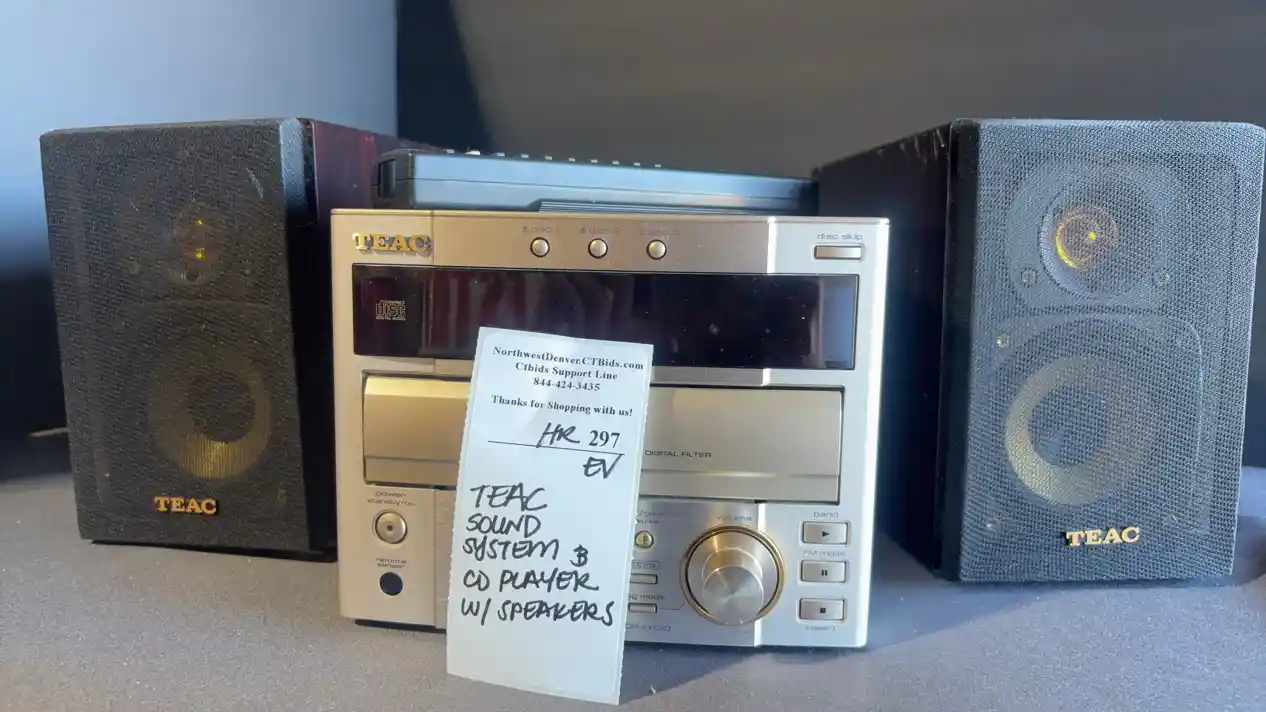 TEAC
disc skip
disc
NorthwestDenver.CTBids.com
Ctbids Support Line
844-424-3435
Thanks for Shopping with us!
HR 297
EV
TEAC
SOUND
SYSTEM &
CD PLAYER
W/ SPEAKERS
DIGITAL FILTER
power
standby/on
remote
sensor
volume
band
FM mode
TEAC
TEAC